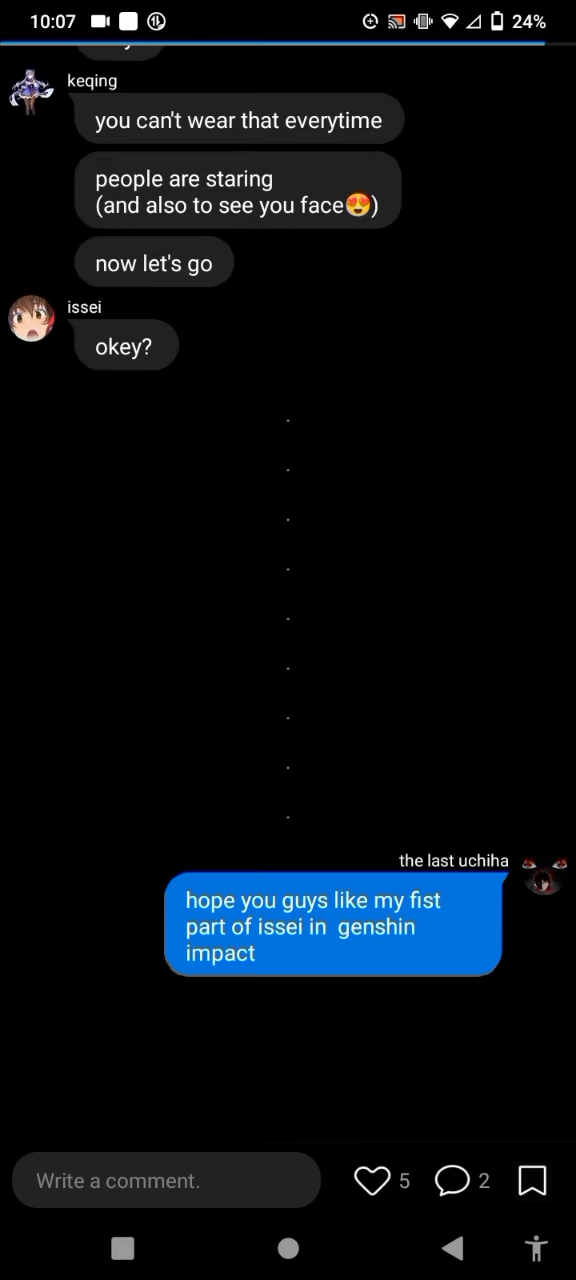 10:07
24%
keqing
you can't wear that everytime
people are staring
(and also to see you face😍)
now let's go
issei
okey?
.
.
.
.
.
.
.
.
.
the last uchiha
hope you guys like my fist
part of issei in  genshin
impact
Write a comment.
5
2